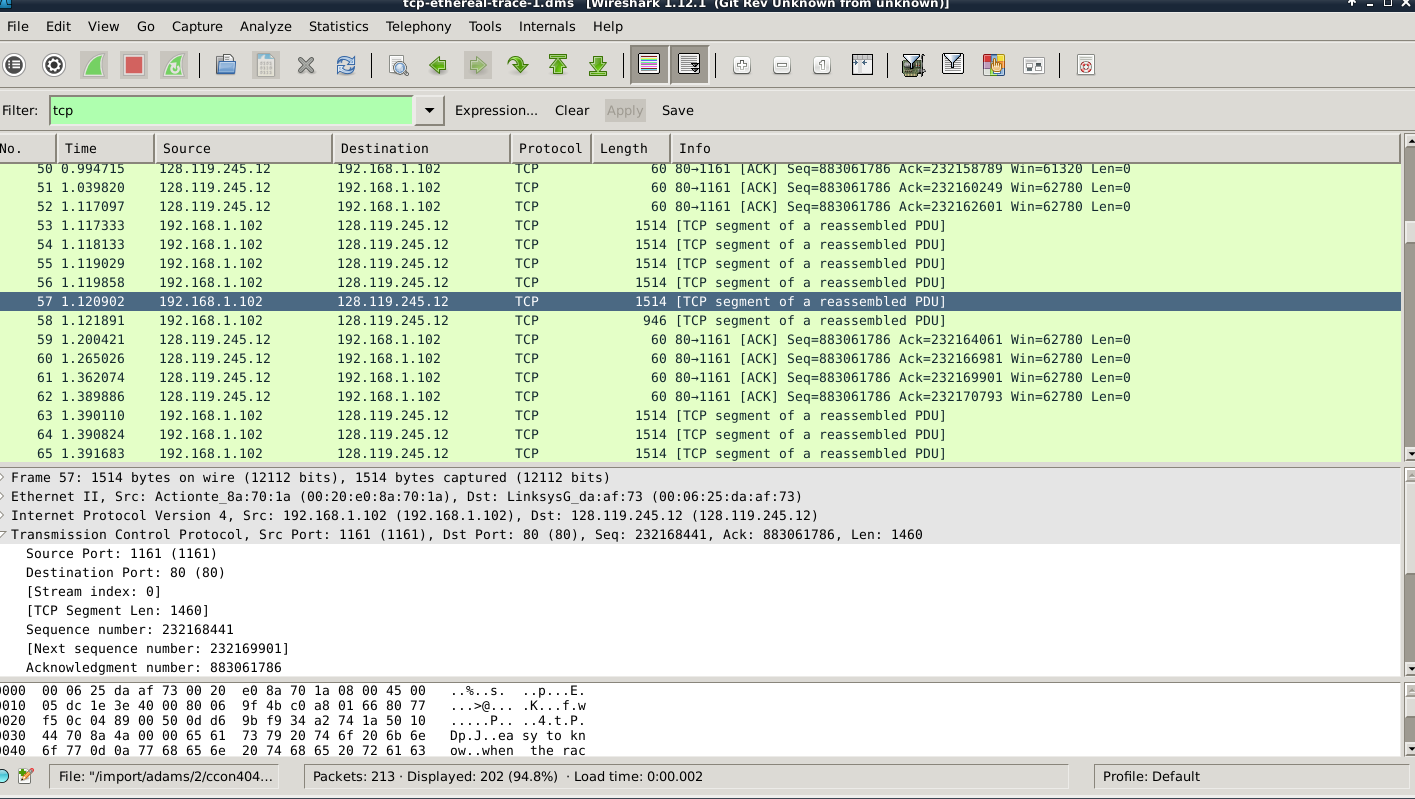 tcp-ethereal-trace-1.dms [Wireshark 1.12.1 (Git Rev Unknown from unknown)]
File Edit View Go Capture Analyze Statistics Telephony Tools Internals Help
Filter: tcp Expression... Clear Apply Save
No. Time Source Destination Protocol Length Info
50 0.994715 128.119.245.12 192.168.1.102 TCP 60 80→1161 [ACK] Seq=883061786 Ack=232158789 Win=61320 Len=0
51 1.039820 128.119.245.12 192.168.1.102 TCP 60 80→1161 [ACK] Seq=883061786 Ack=232160249 Win=62780 Len=0
52 1.117097 128.119.245.12 192.168.1.102 TCP 60 80→1161 [ACK] Seq=883061786 Ack=232162601 Win=62780 Len=0
53 1.117333 192.168.1.102 128.119.245.12 TCP 1514 [TCP segment of a reassembled PDU]
54 1.118133 192.168.1.102 128.119.245.12 TCP 1514 [TCP segment of a reassembled PDU]
55 1.119029 192.168.1.102 128.119.245.12 TCP 1514 [TCP segment of a reassembled PDU]
56 1.119858 192.168.1.102 128.119.245.12 TCP 1514 [TCP segment of a reassembled PDU]
57 1.120902 192.168.1.102 128.119.245.12 TCP 1514 [TCP segment of a reassembled PDU]
58 1.121891 192.168.1.102 128.119.245.12 TCP 946 [TCP segment of a reassembled PDU]
59 1.200421 128.119.245.12 192.168.1.102 TCP 60 80→1161 [ACK] Seq=883061786 Ack=232164061 Win=62780 Len=0
60 1.265026 128.119.245.12 192.168.1.102 TCP 60 80→1161 [ACK] Seq=883061786 Ack=232166981 Win=62780 Len=0
61 1.362074 128.119.245.12 192.168.1.102 TCP 60 80→1161 [ACK] Seq=883061786 Ack=232169901 Win=62780 Len=0
62 1.389886 128.119.245.12 192.168.1.102 TCP 60 80→1161 [ACK] Seq=883061786 Ack=232170793 Win=62780 Len=0
63 1.390110 192.168.1.102 128.119.245.12 TCP 1514 [TCP segment of a reassembled PDU]
64 1.390824 192.168.1.102 128.119.245.12 TCP 1514 [TCP segment of a reassembled PDU]
65 1.391683 192.168.1.102 128.119.245.12 TCP 1514 [TCP segment of a reassembled PDU]
Frame 57: 1514 bytes on wire (12112 bits), 1514 bytes captured (12112 bits)
Ethernet II, Src: Actionte_8a:70:1a (00:20:e0:8a:70:1a), Dst: LinksysG_da:af:73 (00:06:25:da:af:73)
Internet Protocol Version 4, Src: 192.168.1.102 (192.168.1.102), Dst: 128.119.245.12 (128.119.245.12)
Transmission Control Protocol, Src Port: 1161 (1161), Dst Port: 80 (80), Seq: 232168441, Ack: 883061786, Len: 1460
Source Port: 1161 (1161)
Destination Port: 80 (80)
[Stream index: 0]
[TCP Segment Len: 1460]
Sequence number: 232168441
[Next sequence number: 232169901]
Acknowledgment number: 883061786
0000 00 06 25 da af 73 00 20 e0 8a 70 1a 08 00 45 00 ..%..s. ..p...E.
0010 05 dc 1e 3e 40 00 80 06 9f 4b c0 a8 01 66 80 77 ...>@... .K...f.w
0020 f5 0c 04 89 00 50 0d d6 9b f9 34 a2 74 1a 50 10 .....P.. ..4.t.P.
0030 44 70 8a 4a 00 00 65 61 73 79 20 74 6f 20 6b 6e Dp.J..ea sy to kn
0040 6f 77 0d 0a 77 68 65 6e 20 74 68 65 20 72 61 63 ow..when the rac
File: "/import/adams/2/ccon404... Packets: 213 · Displayed: 202 (94.8%) · Load time: 0:00.002 Profile: Default